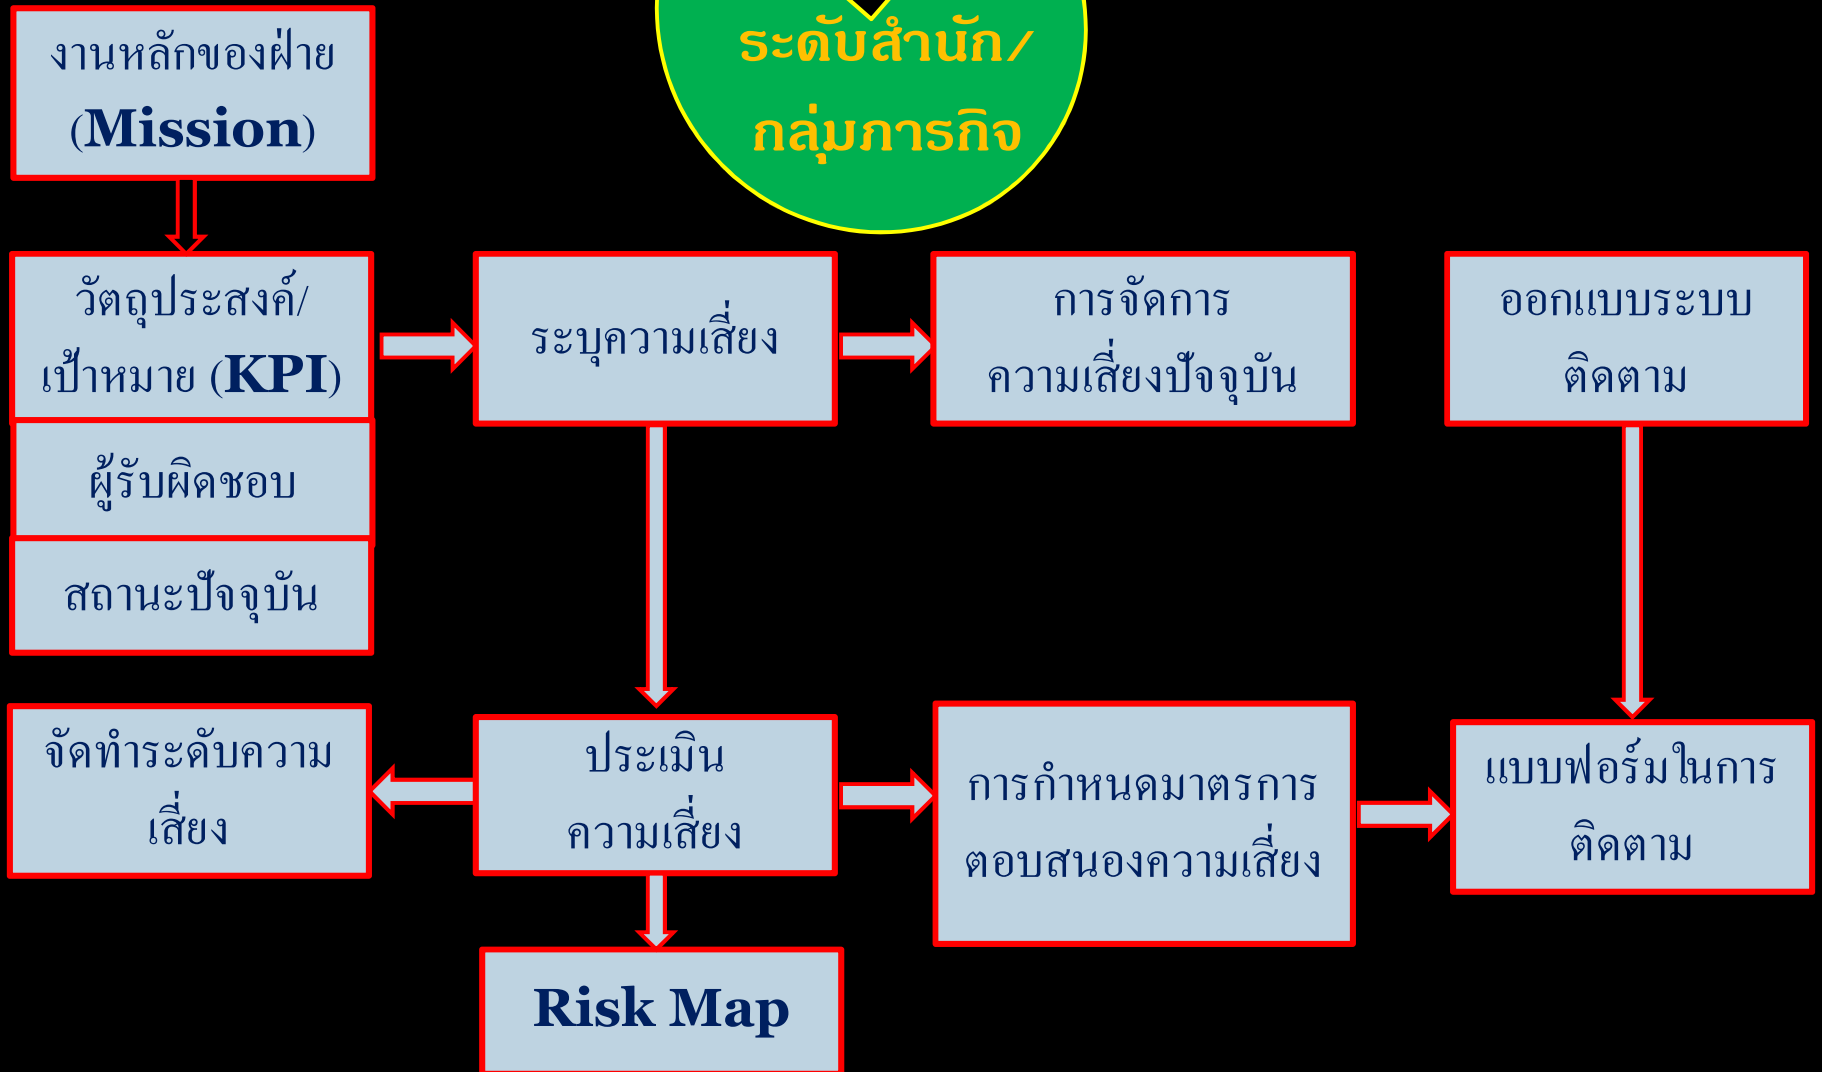 งานหลักของฝ่าย
(Mission)
ระดับสำนัก/
กลุ่มภารกิจ
วัตถุประสงค์/
เป้าหมาย (KPI)
ผู้รับผิดชอบ
สถานะปัจจุบัน
ระบุความเสี่ยง
การจัดการ
ความเสี่ยงปัจจุบัน
ออกแบบระบบ
ติดตาม
จัดทำระดับความ
เสี่ยง
ประเมิน
ความเสี่ยง
การกำหนดมาตรการ
ตอบสนองความเสี่ยง
แบบฟอร์มในการ
ติดตาม
Risk Map